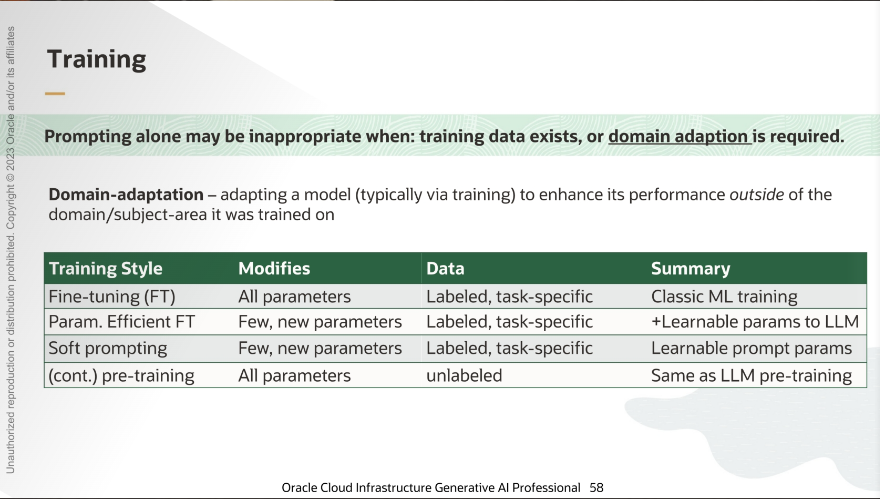 Training
Prompting alone may be inappropriate when: training data exists, or domain adaption is required.
Domain-adaptation – adapting a model (typically via training) to enhance its performance outside of the
domain/subject-area it was trained on
Training Style Modifies Data Summary
Fine-tuning (FT) All parameters Labeled, task-specific Classic ML training
Param. Efficient FT Few, new parameters Labeled, task-specific +Learnable params to LLM
Soft prompting Few, new parameters Labeled, task-specific Learnable prompt params
(cont.) pre-training All parameters unlabeled Same as LLM pre-training
Oracle Cloud Infrastructure Generative AI Professional 58
Unauthorized reproduction or distribution prohibited. Copyright © 2023 Oracle and/or its affiliates